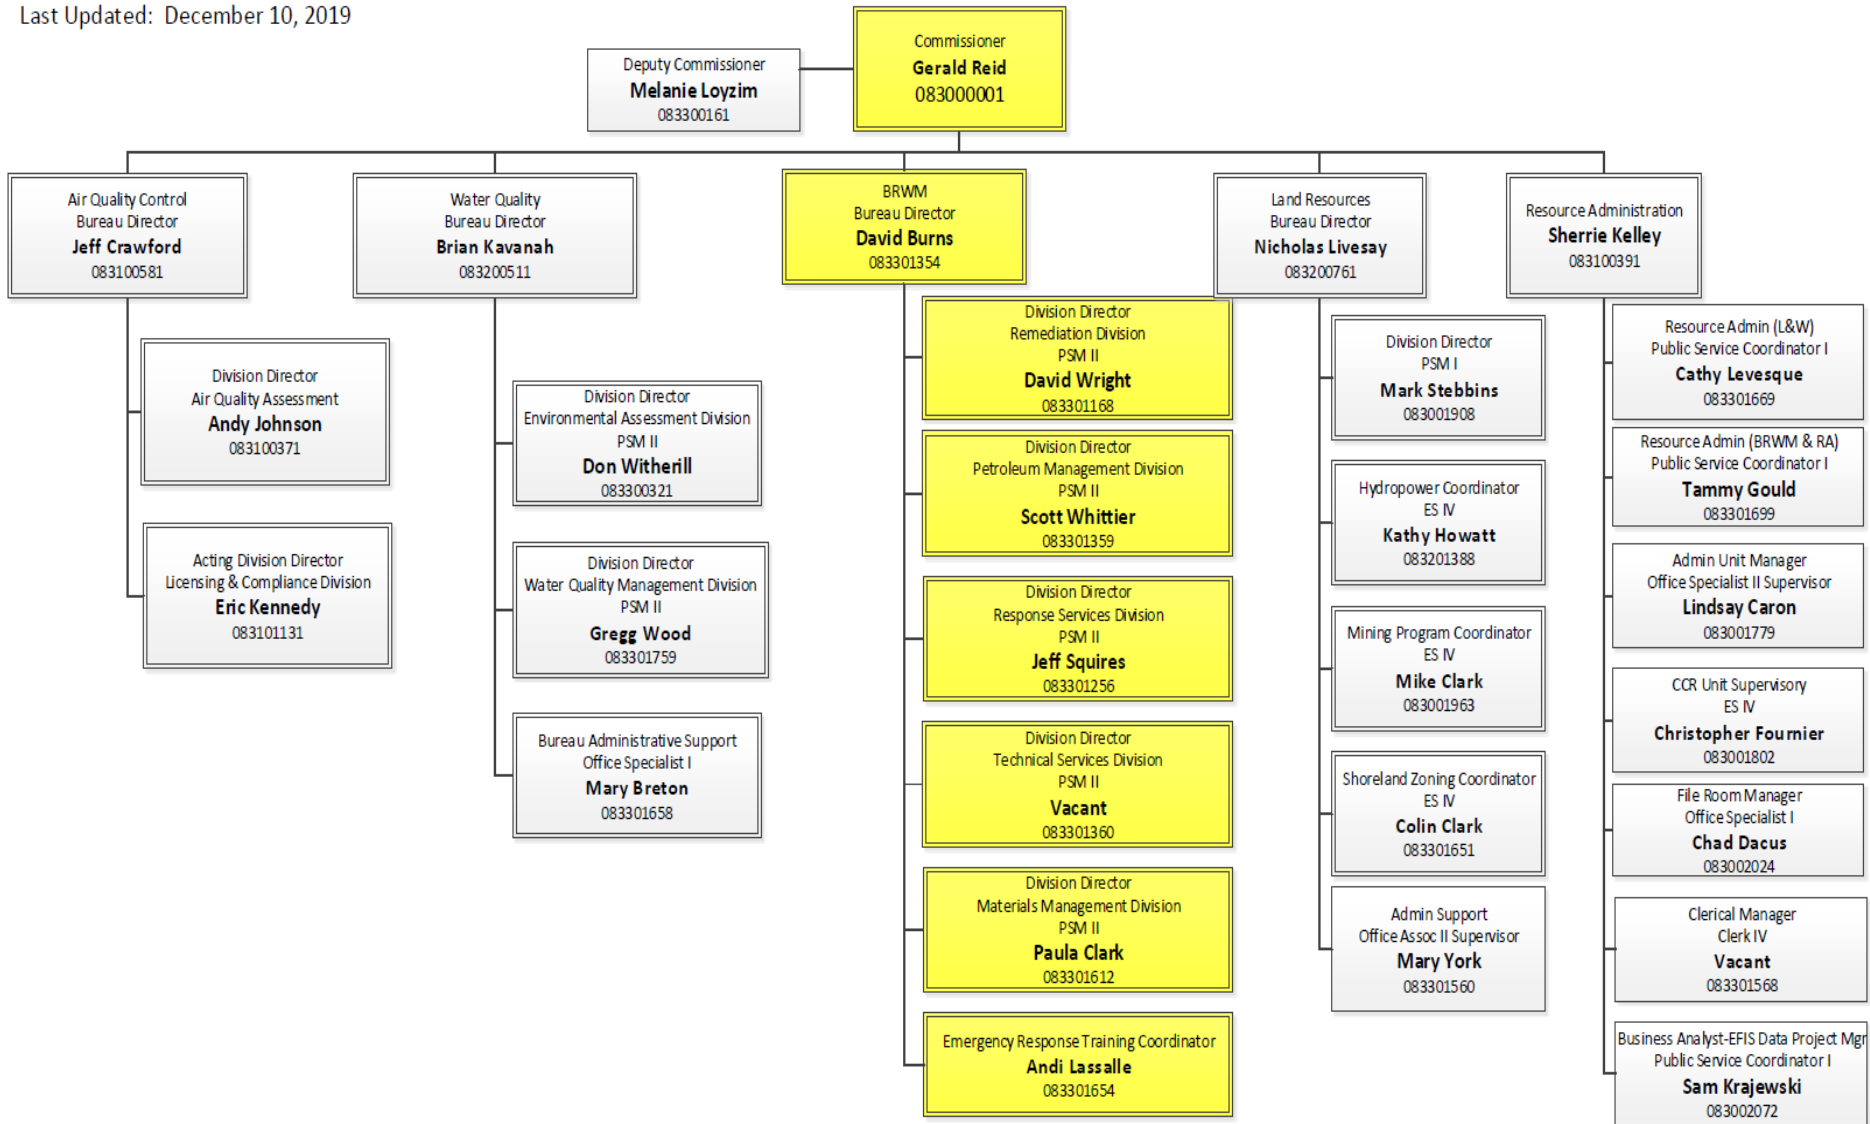 Last Updated: December 10, 2019
Commissioner
Gerald Reid
083000001
Deputy Commissioner
Melanie Loyzim
083300161
Air Quality Control
Bureau Director
Jeff Crawford
083100581
Division Director
Air Quality Assessment
Andy Johnson
083100371
Acting Division Director
Licensing & Compliance Division
Eric Kennedy
083101131
Water Quality
Bureau Director
Brian Kavanah
083200511
Division Director
Environmental Assessment Division
PSM II
Don Witherill
083300321
Division Director
Water Quality Management Division
PSM II
Gregg Wood
083301759
Bureau Administrative Support
Office Specialist I
Mary Breton
083301658
BRWM
Bureau Director
David Burns
083301354
Division Director
Remediation Division
PSM II
David Wright
083301168
Division Director
Petroleum Management Division
PSM II
Scott Whittier
083301359
Division Director
Response Services Division
PSM II
Jeff Squires
083301256
Division Director
Technical Services Division
PSM II
Vacant
083301360
Division Director
Materials Management Division
PSM II
Paula Clark
083301612
Emergency Response Training Coordinator
Andi Lassalle
083301654
Land Resources
Bureau Director
Nicholas Livesay
083200761
Division Director
PSM I
Mark Stebbins
083001908
Hydropower Coordinator
ES IV
Kathy Howatt
083201388
Mining Program Coordinator
ES IV
Mike Clark
083001963
Shoreland Zoning Coordinator
ES IV
Colin Clark
083301651
Admin Support
Office Assoc II Supervisor
Mary York
083301560
Resource Administration
Sherrie Kelley
083100391
Resource Admin (L&W)
Public Service Coordinator I
Cathy Levesque
083301669
Resource Admin (BRWM & RA)
Public Service Coordinator I
Tammy Gould
083301699
Admin Unit Manager
Office Specialist II Supervisor
Lindsay Caron
083001779
CCR Unit Supervisory
ES IV
Christopher Fournier
083001802
File Room Manager
Office Specialist I
Chad Dacus
083002024
Clerical Manager
Clerk IV
Vacant
083301568
Business Analyst-EFIS Data Project Mgr
Public Service Coordinator I
Sam Krajewski
083002072